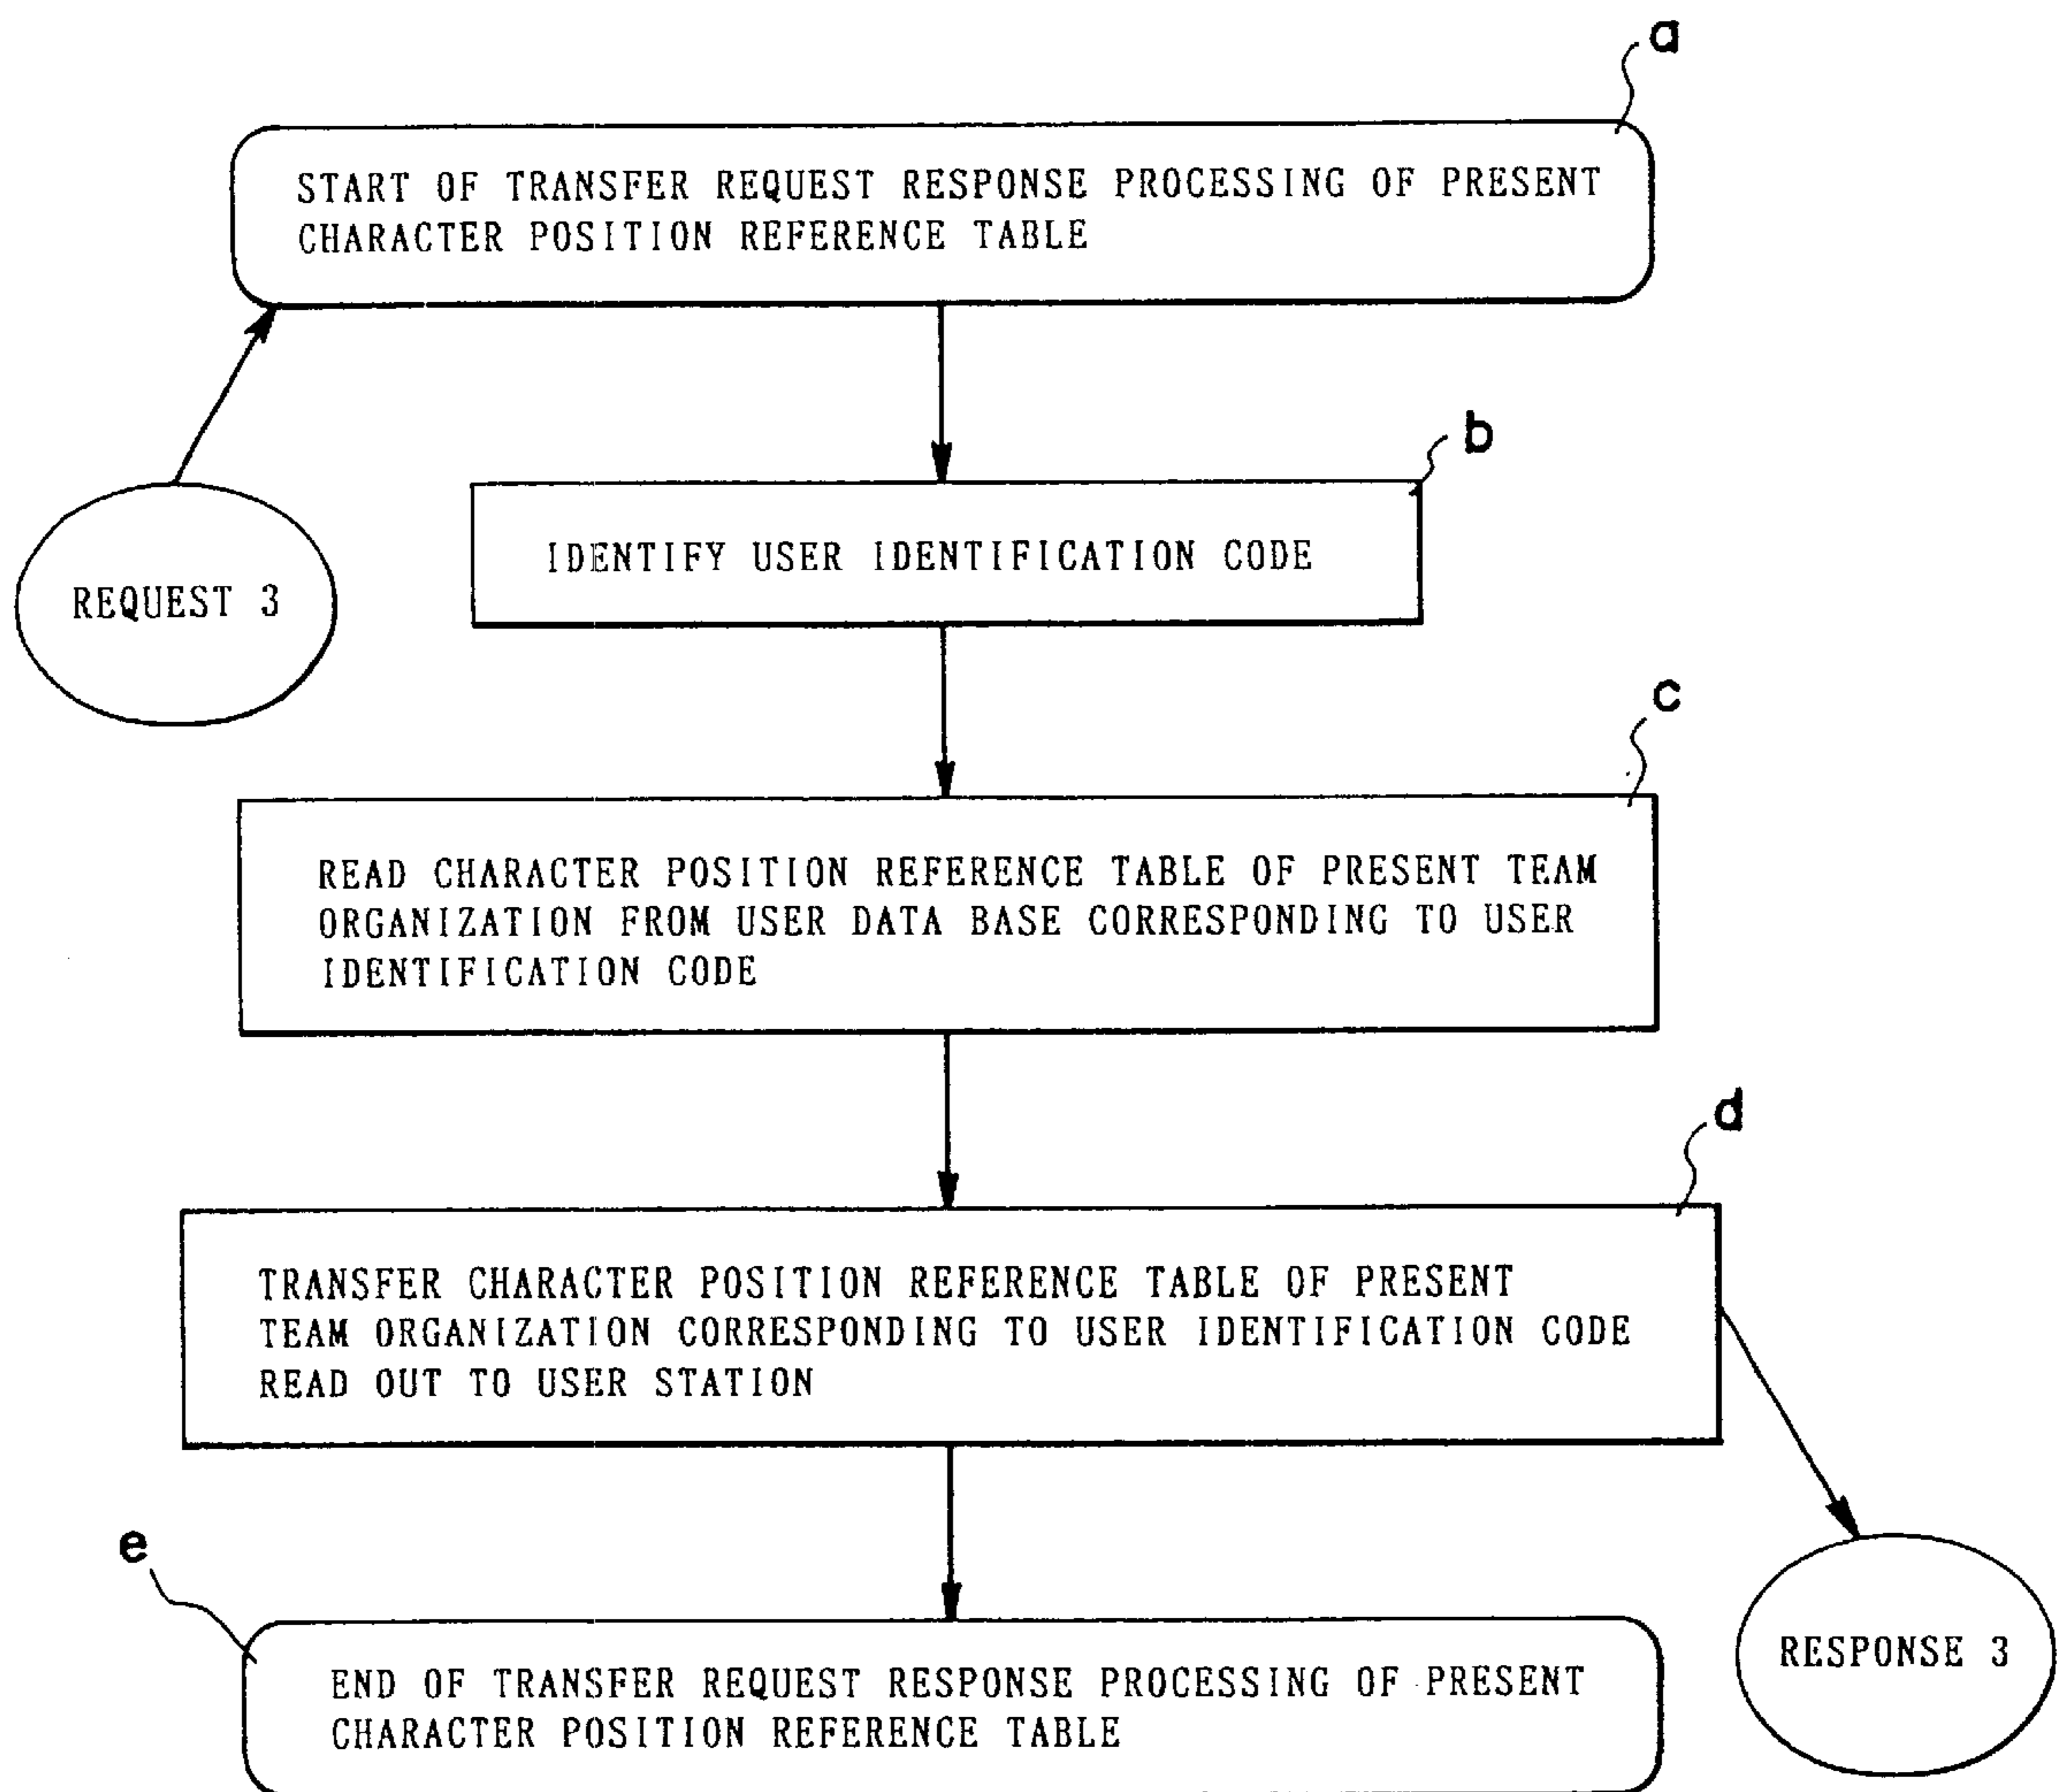 a
START OF TRANSFER REQUEST RESPONSE PROCESSING OF PRESENT
CHARACTER POSITION REFERENCE TABLE
b
IDENTIFY USER IDENTIFICATION CODE
REQUEST 3
c
READ CHARACTER POSITION REFERENCE TABLE OF PRESENT TEAM
ORGANIZATION FROM USER DATA BASE CORRESPONDING TO USER
IDENTIFICATION CODE
d
TRANSFER CHARACTER POSITION REFERENCE TABLE OF PRESENT
TEAM ORGANIZATION CORRESPONDING TO USER IDENTIFICATION CODE
READ OUT TO USER STATION
e
END OF TRANSFER REQUEST RESPONSE PROCESSING OF PRESENT
CHARACTER POSITION REFERENCE TABLE
RESPONSE 3